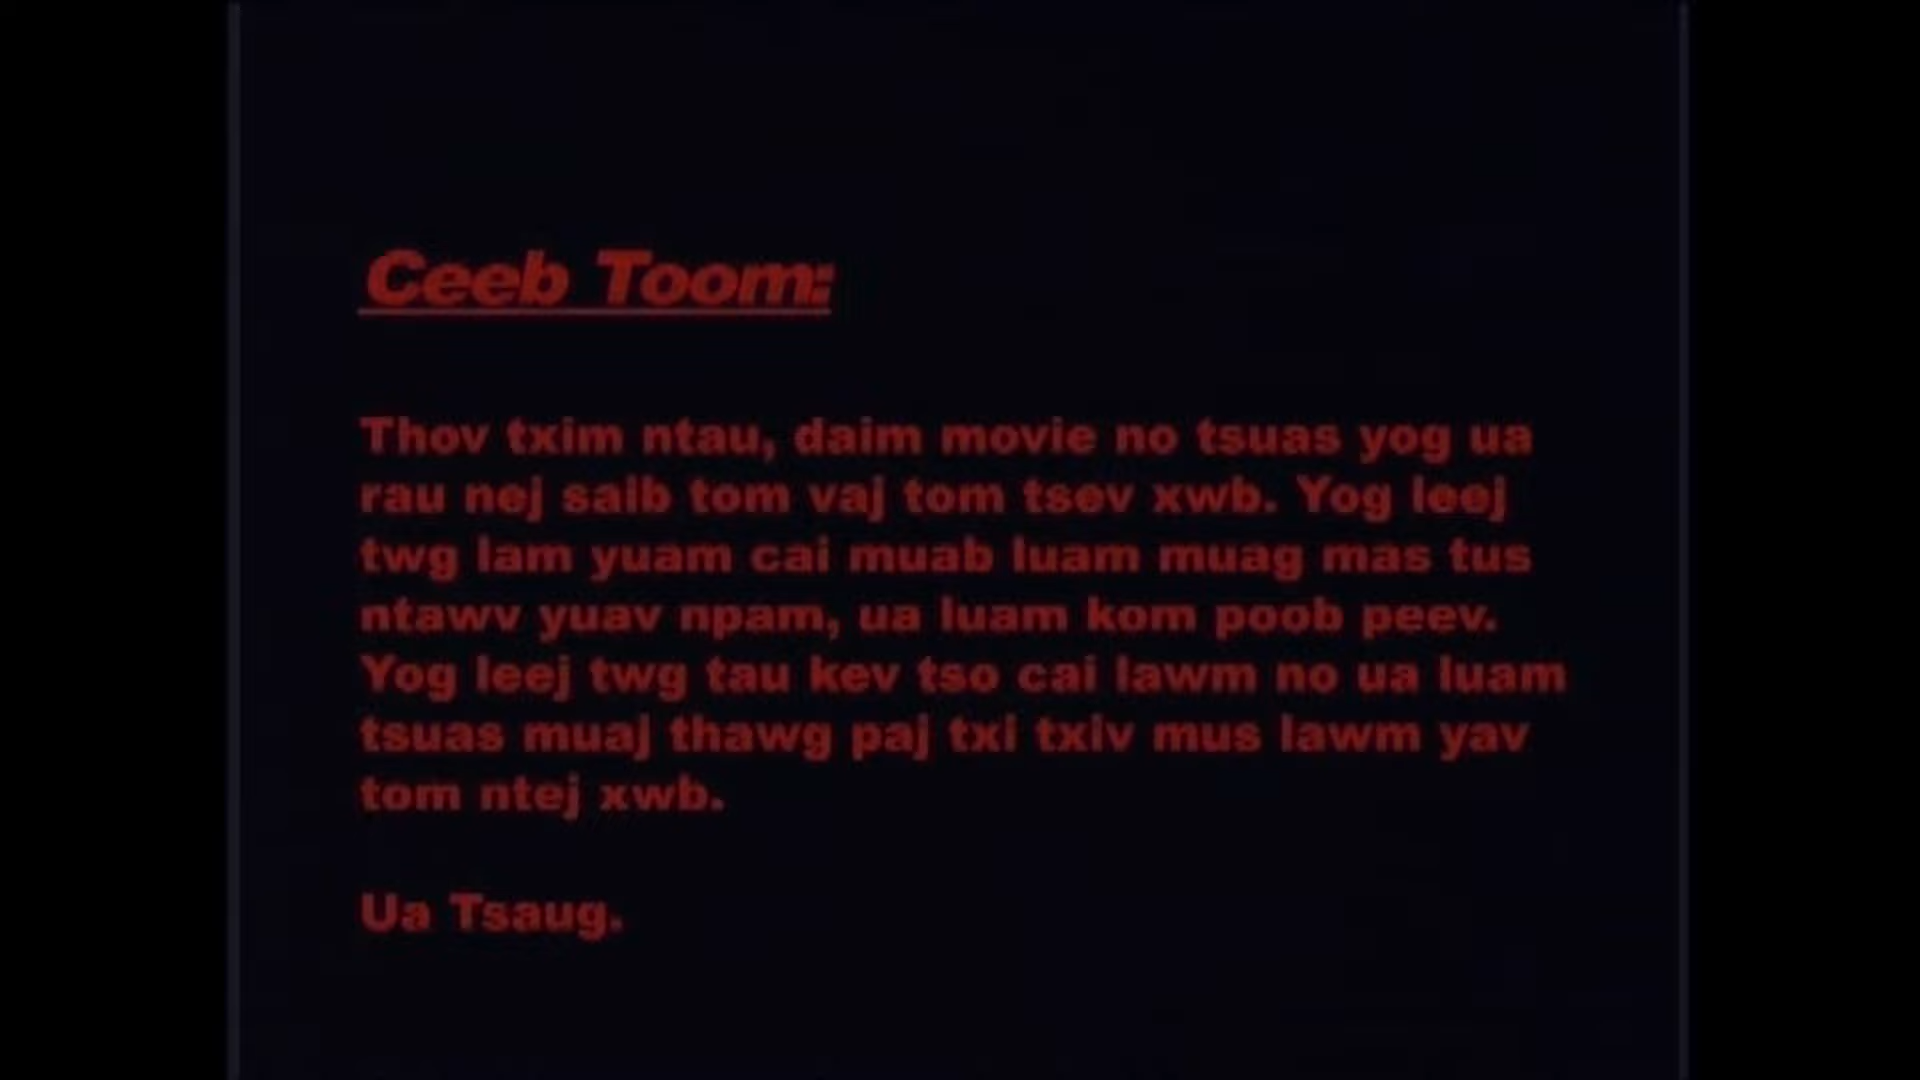 Ceeb Toom:
Thov txim ntau, daim movie no tsuas yog ua
rau nej saib tom vaj tom tsev xwb. Yog leej
twg lam yuam cai muab luam muag mas tus
ntawv yuav npam, ua luam kom poob peev.
Yog leej twg tau kev tso cai lawm no ua luam
tsuas muaj thawg paj txi txiv mus lawm yav
tom ntej xwb.
Ua Tsaug.